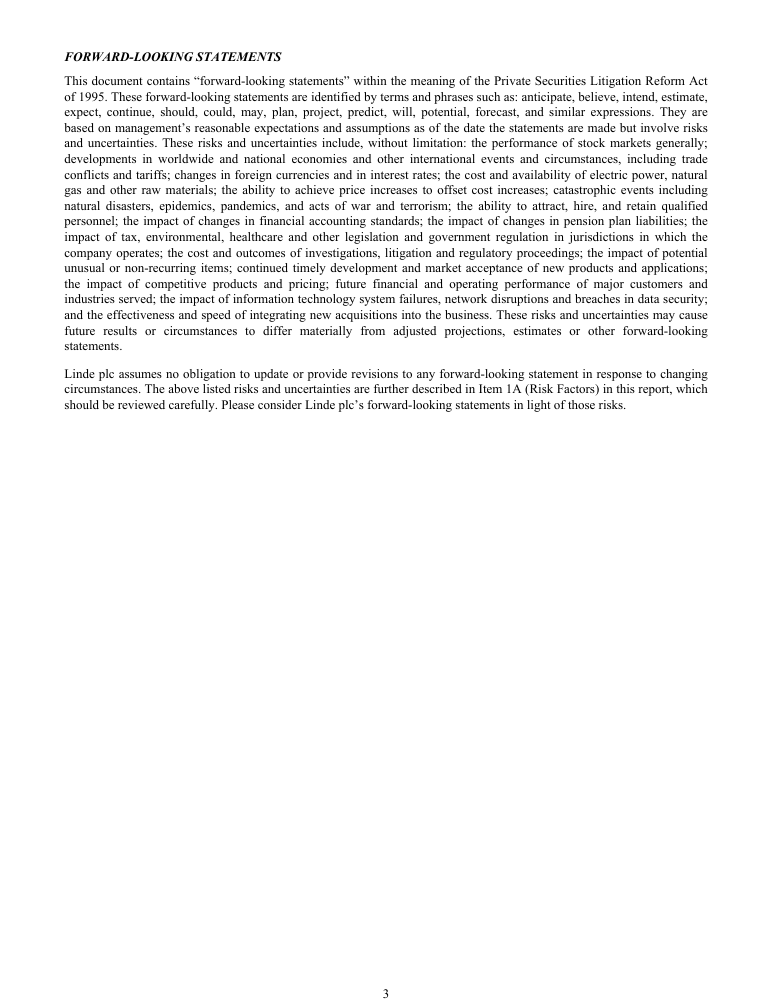 FORWARD-LOOKING STATEMENTS
This document contains “forward-looking statements” within the meaning of the Private Securities Litigation Reform Act
of 1995. These forward-looking statements are identified by terms and phrases such as: anticipate, believe, intend, estimate,
expect, continue, should, could, may, plan, project, predict, will, potential, forecast, and similar expressions. They are
based on management’s reasonable expectations and assumptions as of the date the statements are made but involve risks
and uncertainties. These risks and uncertainties include, without limitation: the performance of stock markets generally;
developments in worldwide and national economies and other international events and circumstances, including trade
conflicts and tariffs; changes in foreign currencies and in interest rates; the cost and availability of electric power, natural
gas and other raw materials; the ability to achieve price increases to offset cost increases; catastrophic events including
natural disasters, epidemics, pandemics, and acts of war and terrorism; the ability to attract, hire, and retain qualified
personnel; the impact of changes in financial accounting standards; the impact of changes in pension plan liabilities; the
impact of tax, environmental, healthcare and other legislation and government regulation in jurisdictions in which the
company operates; the cost and outcomes of investigations, litigation and regulatory proceedings; the impact of potential
unusual or non-recurring items; continued timely development and market acceptance of new products and applications;
the impact of competitive products and pricing; future financial and operating performance of major customers and
industries served; the impact of information technology system failures, network disruptions and breaches in data security;
and the effectiveness and speed of integrating new acquisitions into the business. These risks and uncertainties may cause
future results or circumstances to differ materially from adjusted projections, estimates or other forward-looking
statements.
Linde plc assumes no obligation to update or provide revisions to any forward-looking statement in response to changing
circumstances. The above listed risks and uncertainties are further described in Item 1A (Risk Factors) in this report, which
should be reviewed carefully. Please consider Linde plc’s forward-looking statements in light of those risks.
3